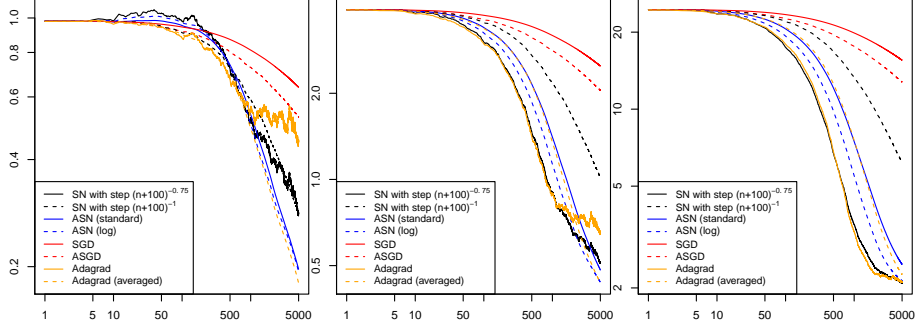 1.0
0.8
0.6
0.4
0.2
SN with step (n+100)^−0.75
SN with step (n+100)^−1
ASN (standard)
ASN (log)
SGD
ASGD
Adagrad
Adagrad (averaged)
1 5 10 50 500 5000
2.0
1.0
0.5
SN with step (n+100)^−0.75
SN with step (n+100)^−1
ASN (standard)
ASN (log)
SGD
ASGD
Adagrad
Adagrad (averaged)
1 5 10 50 500 5000
20
10
5
2
SN with step (n+100)^−0.75
SN with step (n+100)^−1
ASN (standard)
ASN (log)
SGD
ASGD
Adagrad
Adagrad (averaged)
1 5 10 50 500 5000